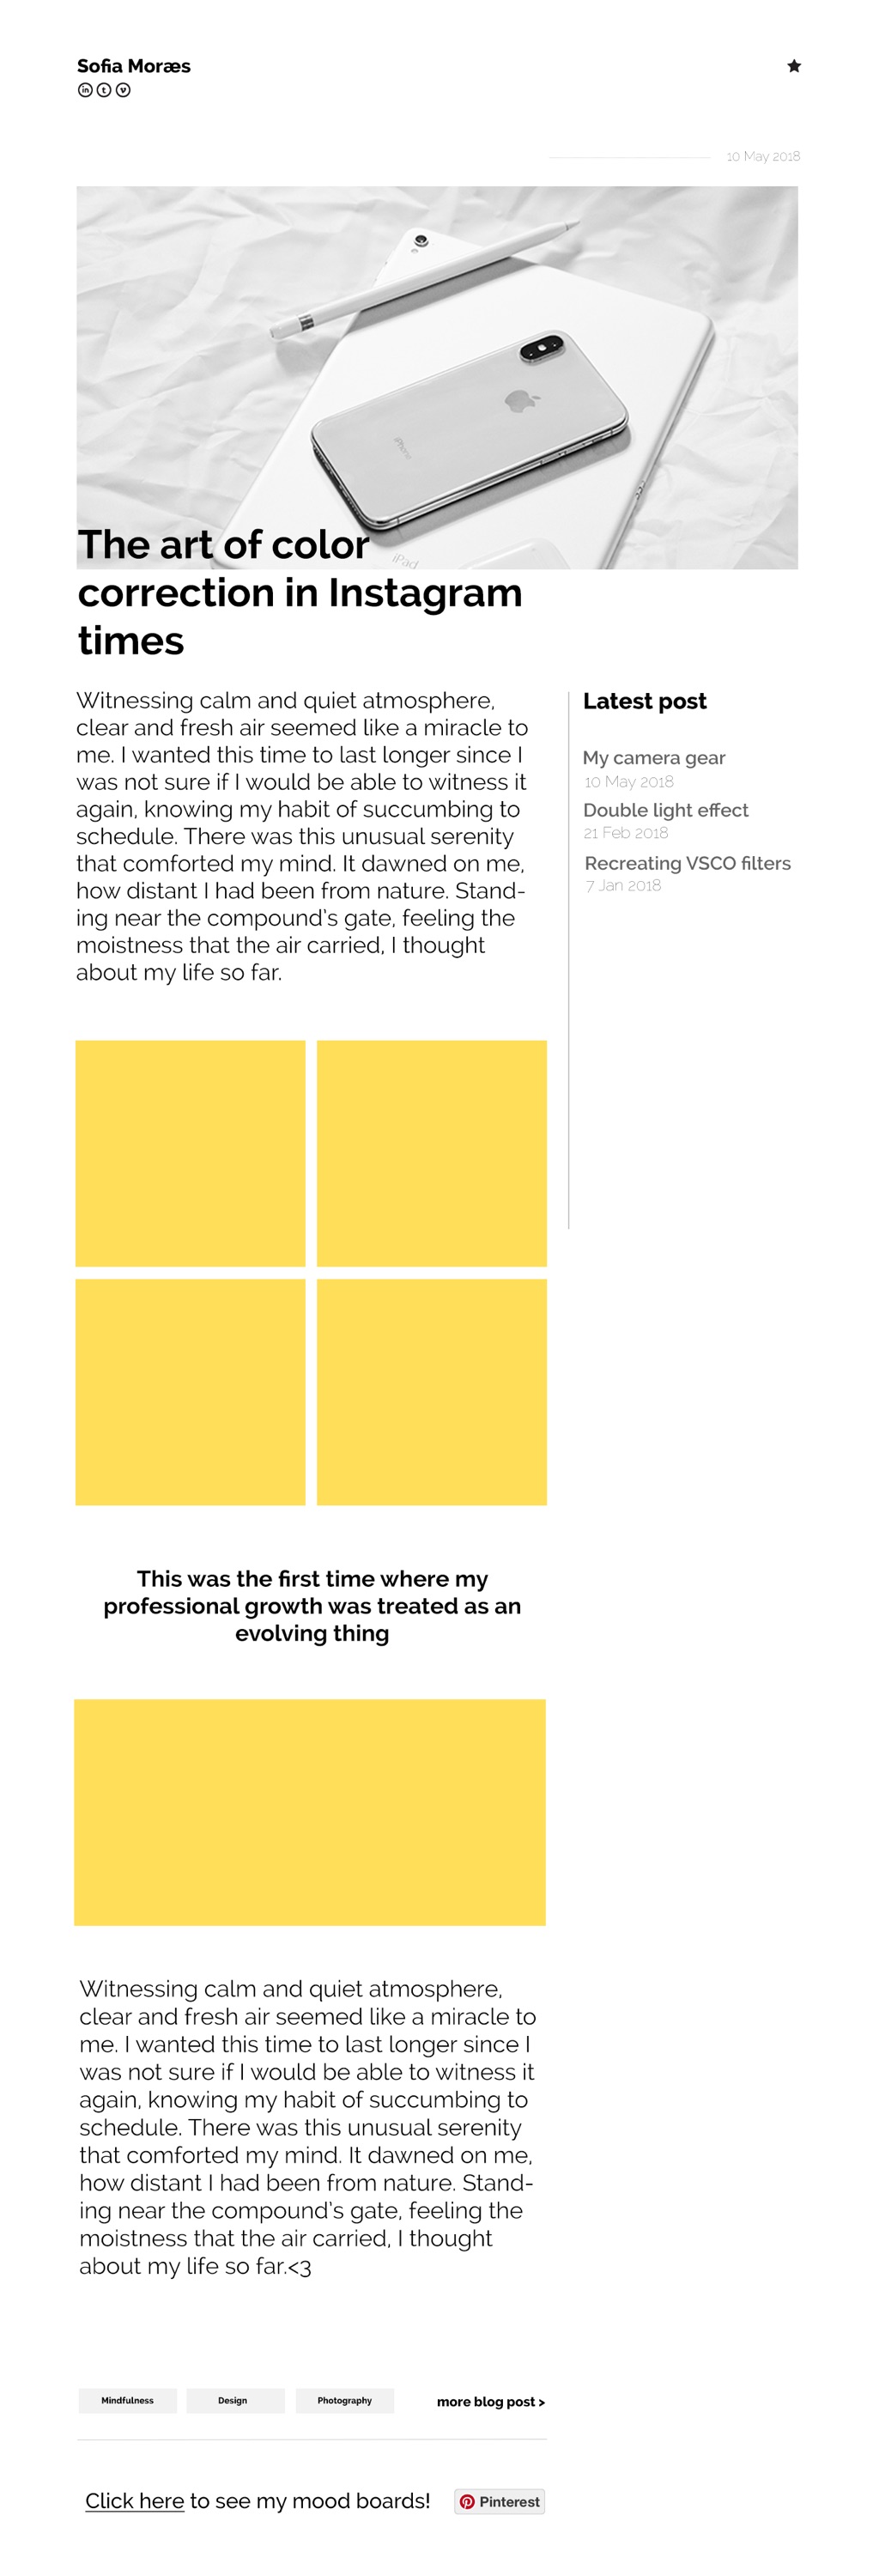 Sofia Moræs
10 May 2018
iPhone
iPad
The art of color
correction in Instagram
times
Witnessing calm and quiet atmosphere,
clear and fresh air seemed like a miracle to
me. I wanted this time to last longer since I
was not sure if I would be able to witness it
again, knowing my habit of succumbing to
schedule. There was this unusual serenity
that comforted my mind. It dawned on me,
how distant I had been from nature. Stand-
ing near the compound's gate, feeling the
moistness that the air carried, I thought
about my life so far.
Latest post
My camera gear
10 May 2018
Double light effect
21 Feb 2018
Recreating VSCO filters
7 Jan 2018
This was the first time where my
professional growth was treated as an
evolving thing
Witnessing calm and quiet atmosphere,
clear and fresh air seemed like a miracle to
me. I wanted this time to last longer since I
was not sure if I would be able to witness it
again, knowing my habit of succumbing to
schedule. There was this unusual serenity
that comforted my mind. It dawned on me,
how distant I had been from nature. Stand-
ing near the compound's gate, feeling the
moistness that the air carried, I thought
about my life so far.<3
Mindfulness Design Photography more blog post >
Click here to see my mood boards! Pinterest